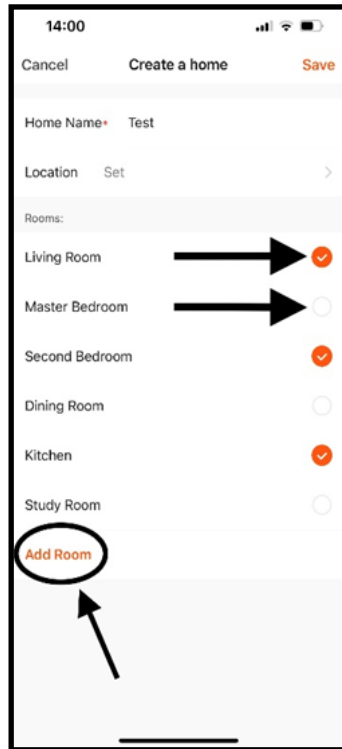 14:00
Cancel Create a home Save
Home Name* Test
Location Set
Rooms:
Living Room
Master Bedroom
Second Bedroom
Dining Room
Kitchen
Study Room
Add Room